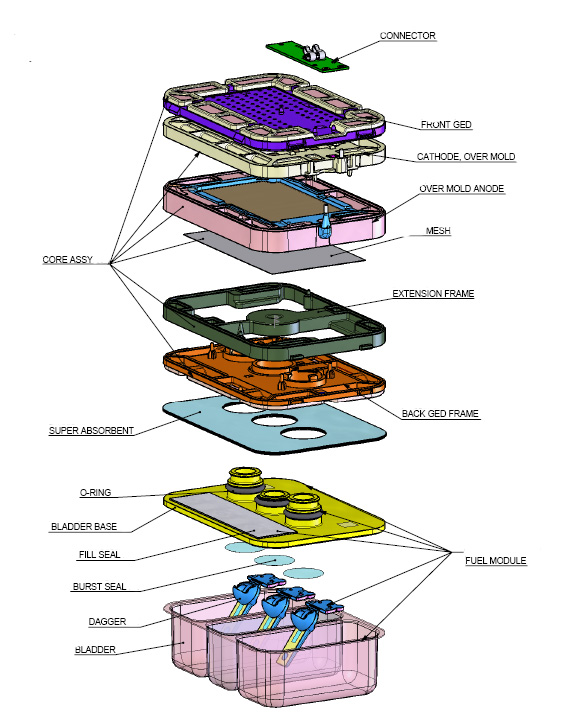 CONNECTOR
FRONT GED
CATHODE, OVER MOLD
OVER MOLD ANODE
MESH
CORE ASSY
EXTENSION FRAME
BACK GED FRAME
SUPER ABSORBENT
O-RING
BLADDER BASE
FILL SEAL
FUEL MODULE
BURST SEAL
DAGGER
BLADDER